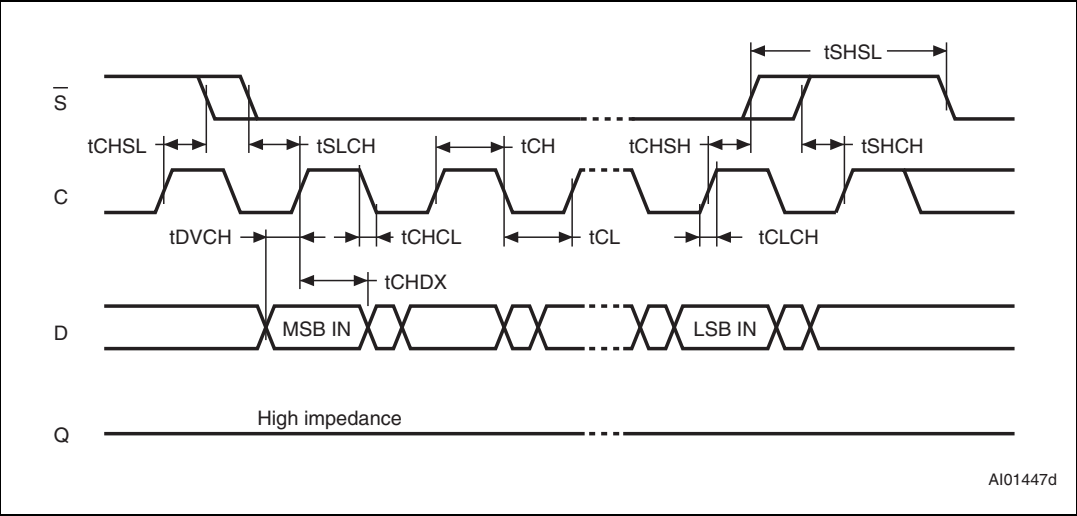 tSHSL
S̅
tCHSL
tSLCH
tCH
tCHSH
tSHCH
C
tDVCH
tCHCL
tCL
tCLCH
tCHDX
D
MSB IN
LSB IN
High impedance
Q
AI01447d